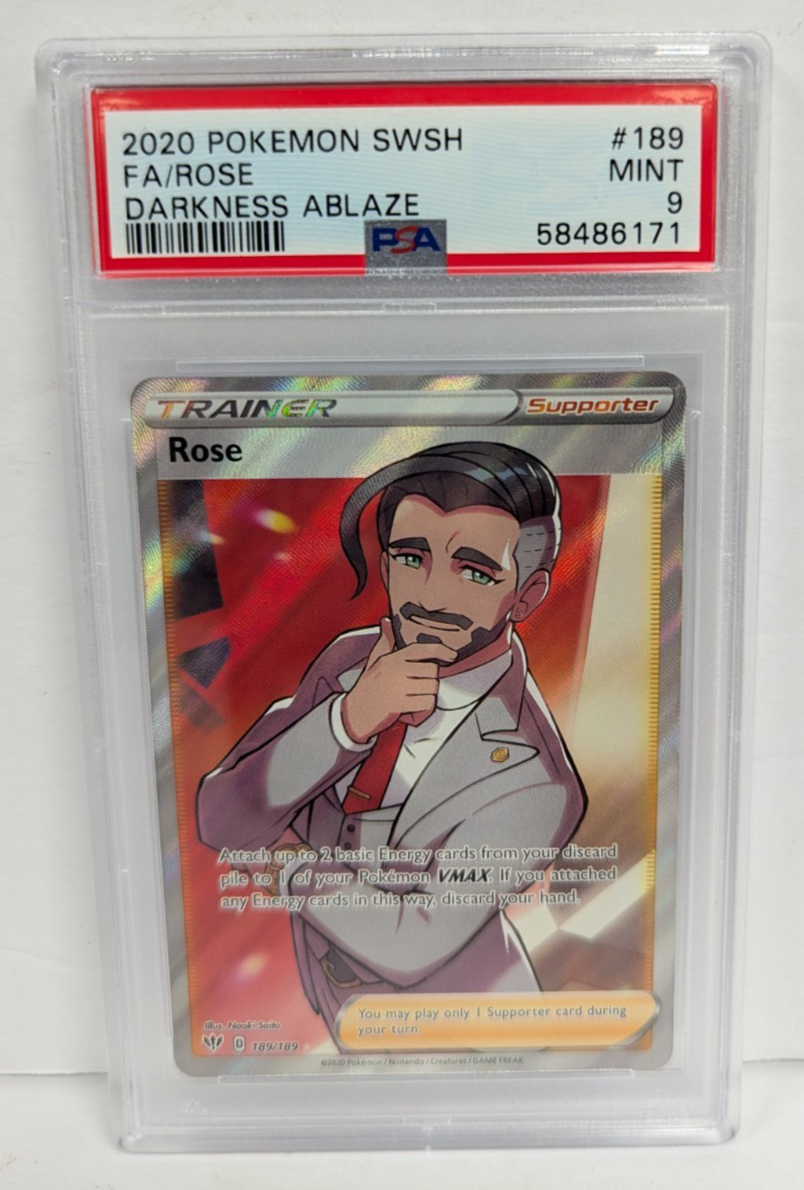 2020 POKEMON SWSH #189
FA/ROSE MINT
DARKNESS ABLAZE 9
PSA 58486171
TRAINER Supporter
Rose
Attach up to 2 basic Energy cards from your discard
pile to 1 of your Pokémon VMAX. If you attached
any Energy cards in this way, discard your hand.
You may play only 1 Supporter card during
your turn.
Illus. Naoki Saito
D 189/189
©2020 Pokémon / Nintendo / Creatures / GAME FREAK